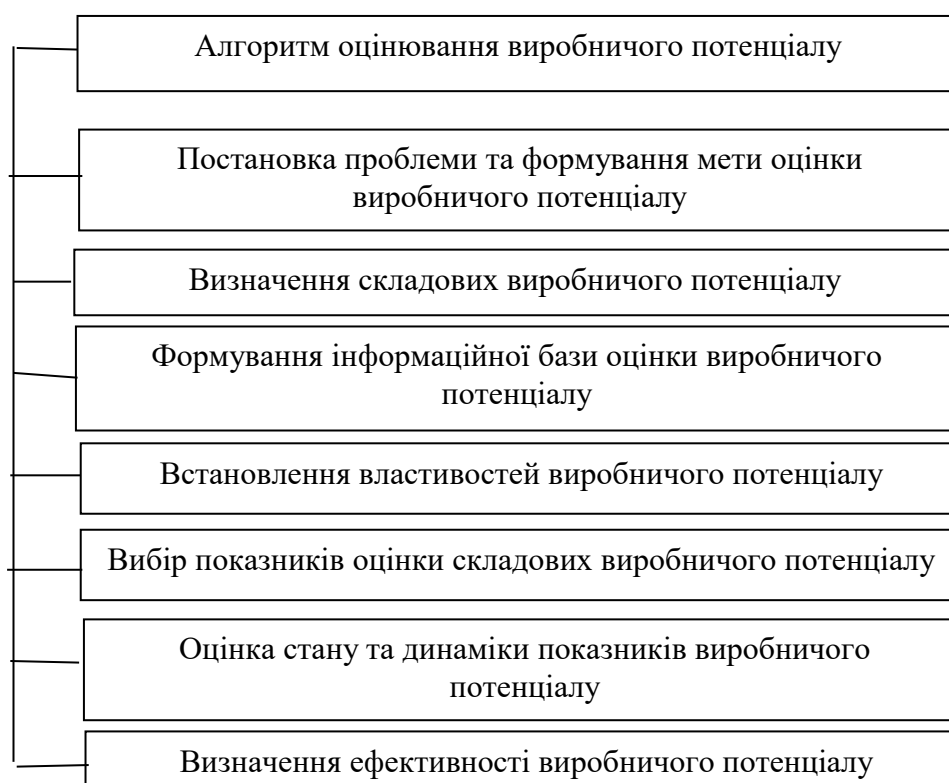 Алгоритм оцінювання виробничого потенціалу
Постановка проблеми та формування мети оцінки
виробничого потенціалу
Визначення складових виробничого потенціалу
Формування інформаційної бази оцінки виробничого
потенціалу
Встановлення властивостей виробничого потенціалу
Вибір показників оцінки складових виробничого потенціалу
Оцінка стану та динаміки показників виробничого
потенціалу
Визначення ефективності виробничого потенціалу